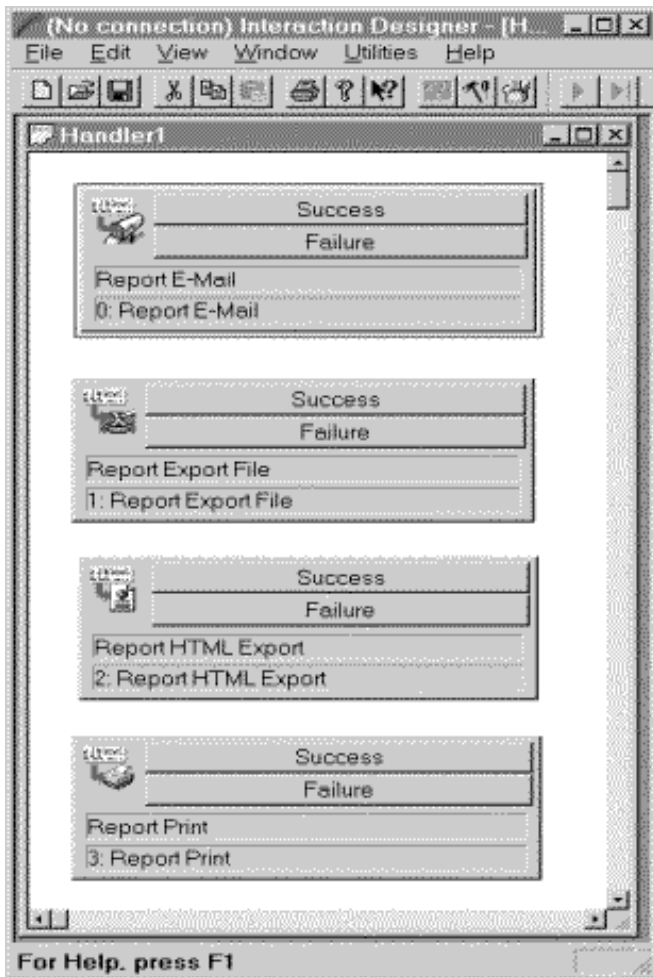 (No connection) Interaction Designer - [H...
File Edit View Window Utilities Help
Handler1
Success
Failure
Report E-Mail
0: Report E-Mail
Success
Failure
Report Export File
1: Report Export File
Success
Failure
Report HTML Export
2: Report HTML Export
Success
Failure
Report Print
3: Report Print
For Help, press F1